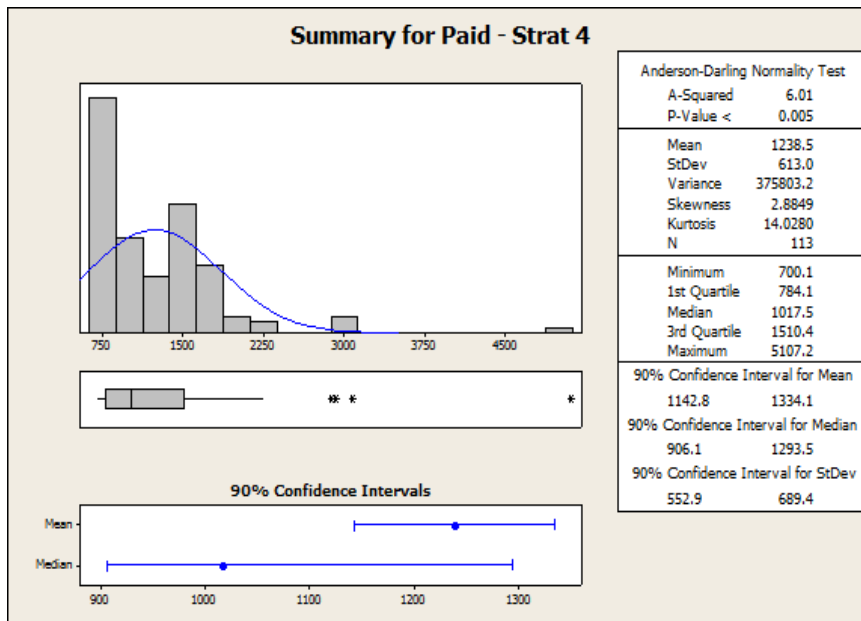 Summary for Paid - Strat 4
750 1500 2250 3000 3750 4500
90% Confidence Intervals
Mean
Median
900 1000 1100 1200 1300
Anderson-Darling Normality Test
A-Squared 6.01
P-Value < 0.005
Mean 1238.5
StDev 613.0
Variance 375803.2
Skewness 2.8849
Kurtosis 14.0280
N 113
Minimum 700.1
1st Quartile 784.1
Median 1017.5
3rd Quartile 1510.4
Maximum 5107.2
90% Confidence Interval for Mean
1142.8 1334.1
90% Confidence Interval for Median
906.1 1293.5
90% Confidence Interval for StDev
552.9 689.4